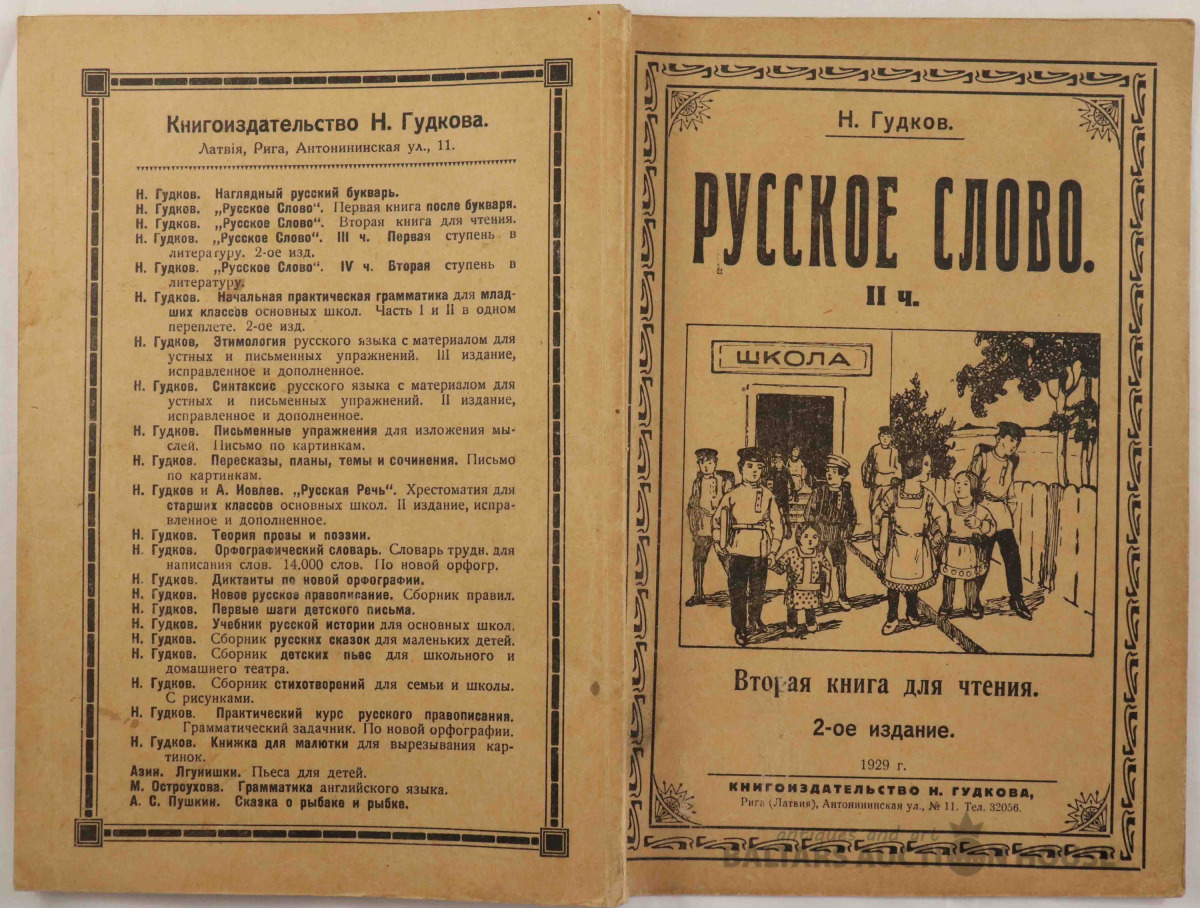 Книгоиздательство Н. Гудкова.
Латвія, Рига, Антонининская ул., 11.
Н. Гудков. Наглядный русский букварь.
Н. Гудков. „Русское Слово“. Первая книга после букваря.
Н. Гудков. „Русское Слово“. Вторая книга для чтения.
Н. Гудков. „Русское Слово“. III ч. Первая ступень в
литературу. 2-ое изд.
Н. Гудков. „Русское Слово“. IV ч. Вторая ступень в
литературу.
Н. Гудков. Начальная практическая грамматика для млад-
ших классов основных школ. Часть I и II в одном
переплете. 2-ое изд.
Н. Гудков, Этимология русского языка с материалом для
устных и письменных упражнений. III издание,
исправленное и дополненное.
Н. Гудков. Синтаксис русского языка с материалом для
устных и письменных упражнений. II издание,
исправленное и дополненное.
Н. Гудков. Письменные упражнения для изложения мы-
слей. Письмо по картинкам.
Н. Гудков. Пересказы, планы, темы и сочинения. Письмо
по картинкам.
Н. Гудков и А. Иовлев. „Русская Речь“. Хрестоматия для
старших классов основных школ. II издание, испра-
вленное и дополненное.
Н. Гудков. Теория прозы и поэзии.
Н. Гудков. Орфографический словарь. Словарь трудн. для
написания слов. 14.000 слов. По новой орфогр.
Н. Гудков. Диктанты по новой орфографии.
Н. Гудков. Новое русское правописание. Сборник правил.
Н. Гудков. Первые шаги детского письма.
Н. Гудков. Учебник русской истории для основных школ.
Н. Гудков. Сборник русских сказок для маленьких детей.
Н. Гудков. Сборник детских пьес для школьного и
домашнего театра.
Н. Гудков. Сборник стихотворений для семьи и школы.
С рисунками.
Н. Гудков. Практический курс русского правописания.
Грамматический задачник. По новой орфографии.
Н. Гудков. Книжка для малютки для вырезывания кар-
тинок.
Азин. Лгунишки. Пьеса для детей.
М. Остроухова. Грамматика английского языка.
А. С. Пушкин. Сказка о рыбаке и рыбке.
Н. Гудков.
РУССКОЕ СЛОВО.
II ч.
ШКОЛА
Вторая книга для чтения.
2-ое издание.
1929 г.
КНИГОИЗДАТЕЛЬСТВО Н. ГУДКОВА,
Рига (Латвия), Антонининская ул., № 11. Тел. 32056.
antiques and art
BALTARS AUCTION HOUSE